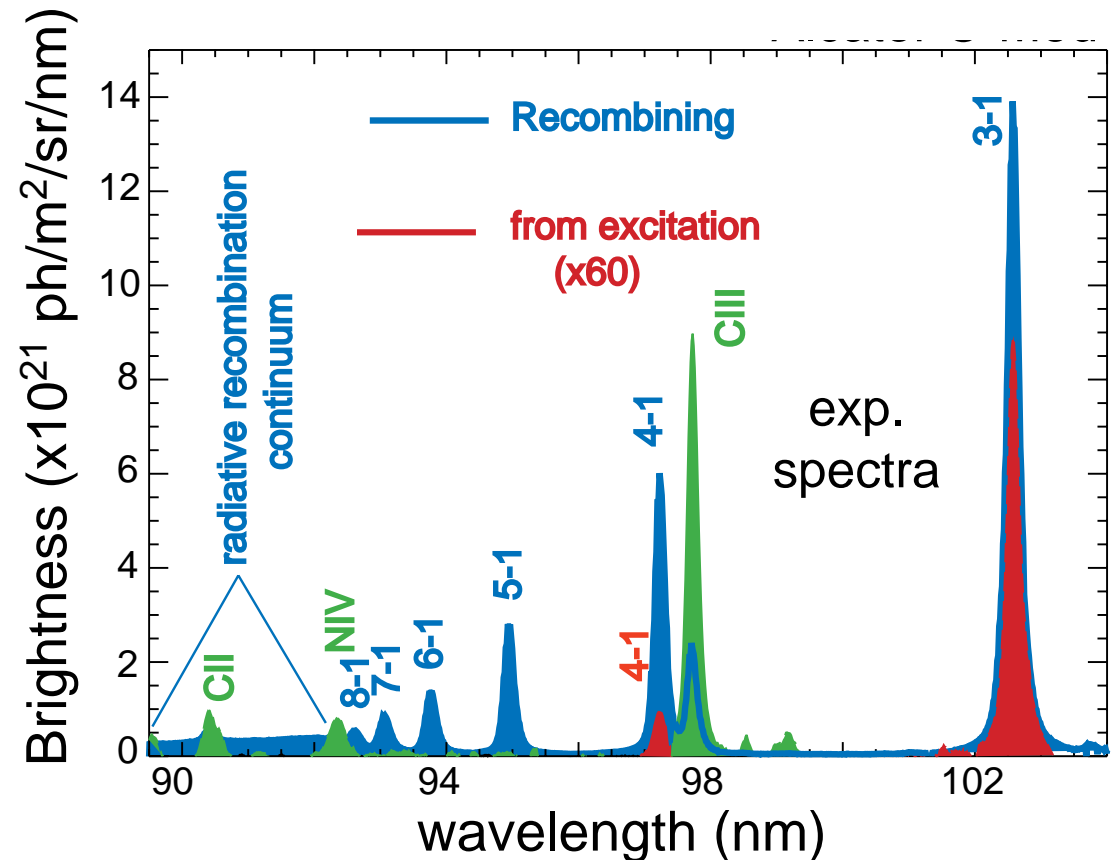 Brightness (x10²¹ ph/m²/sr/nm)
14
12
10
8
6
4
2
0
Recombining
from excitation
(x60)
radiative recombination
continuum
CII
NIV
8-1
7-1
6-1
5-1
4-1
4-1
CIII
exp.
spectra
3-1
90
94
98
102
wavelength (nm)